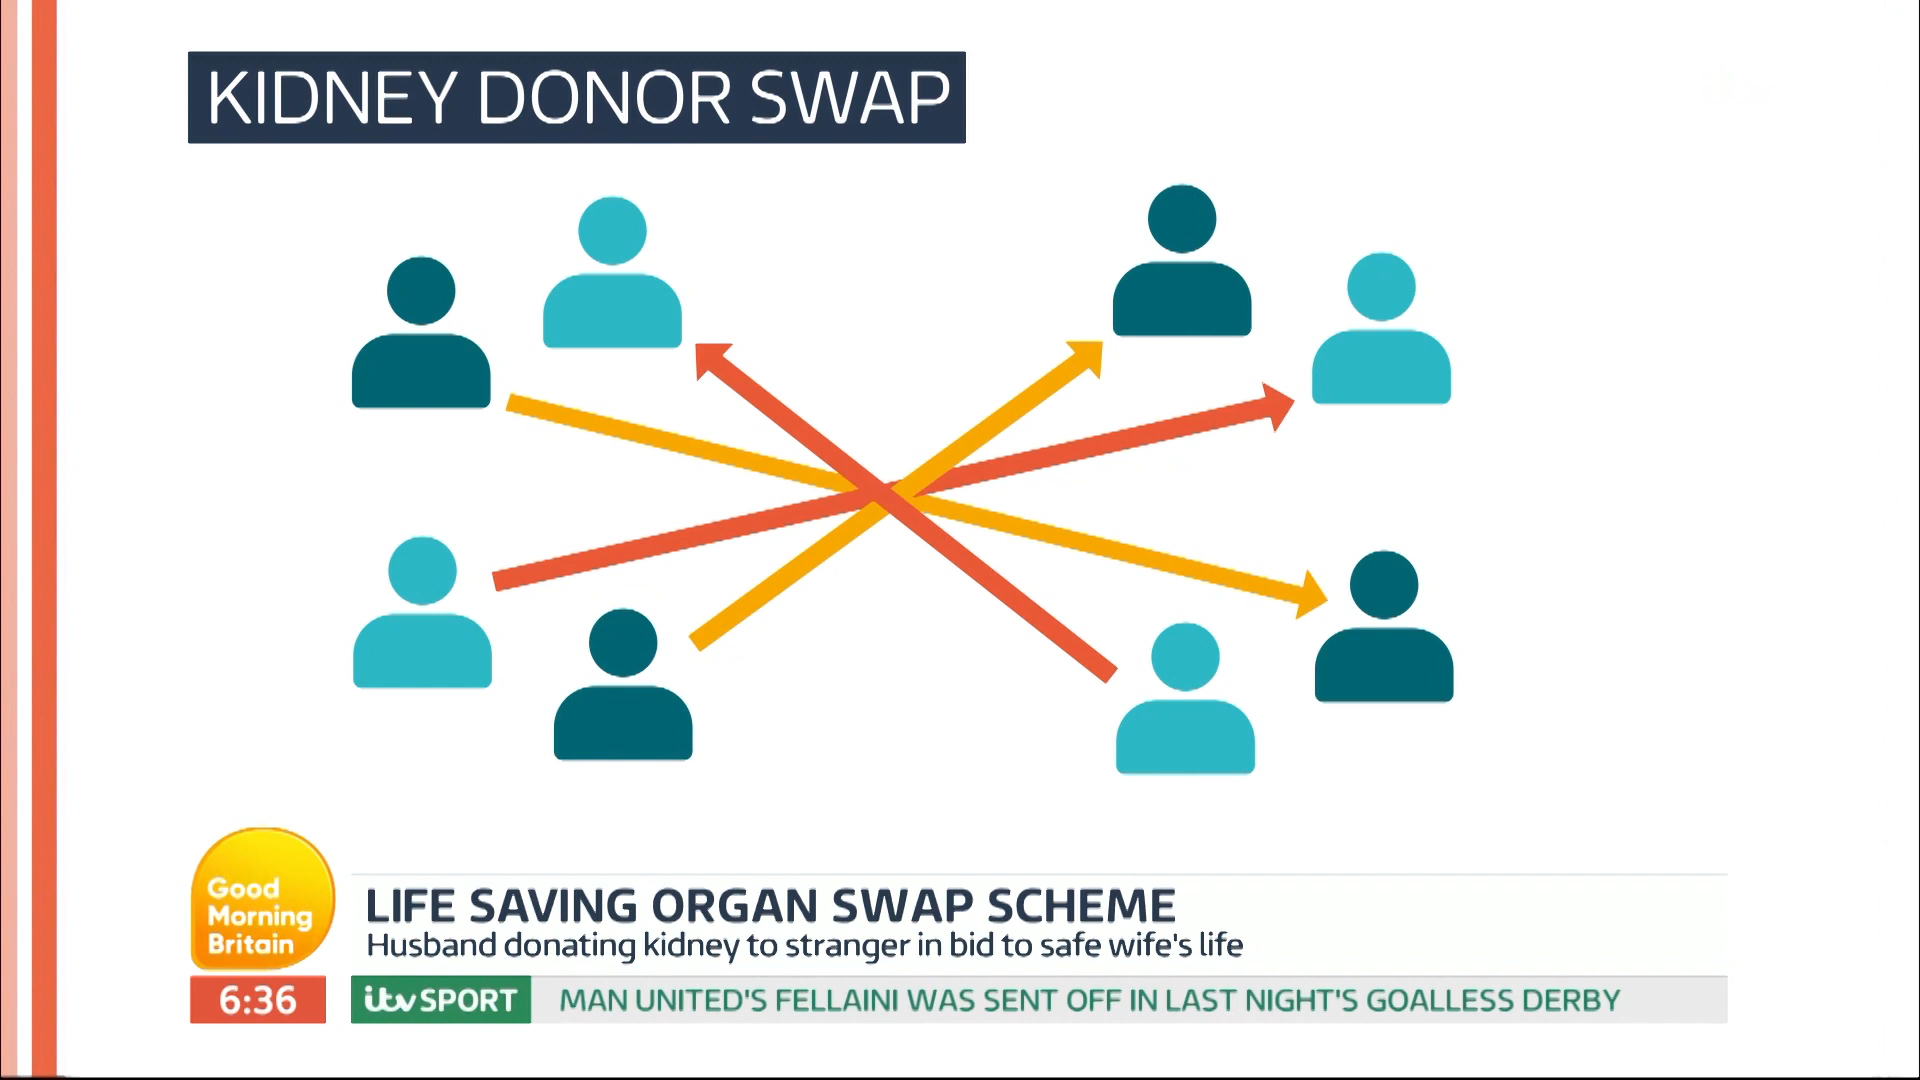 KIDNEY DONOR SWAP
Good
Morning
Britain
LIFE SAVING ORGAN SWAP SCHEME
Husband donating kidney to stranger in bid to safe wife's life
6:36
itv SPORT
MAN UNITED'S FELLAINI WAS SENT OFF IN LAST NIGHT'S GOALLESS DERBY